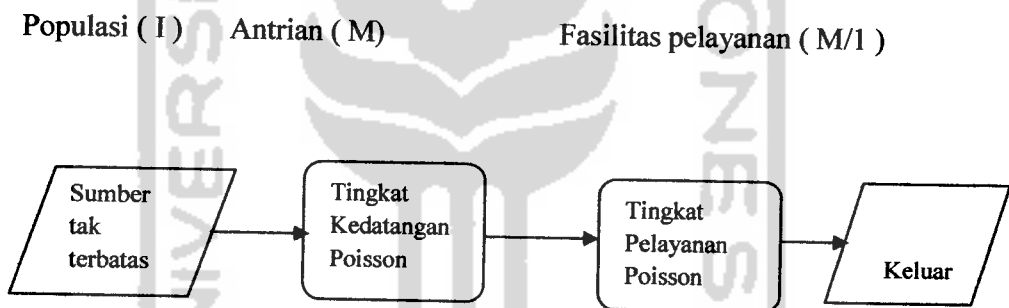 Populasi ( I ) Antrian ( M) Fasilitas pelayanan ( M/1 )
Sumber
tak
terbatas
Tingkat
Kedatangan
Poisson
Tingkat
Pelayanan
Poisson
Keluar